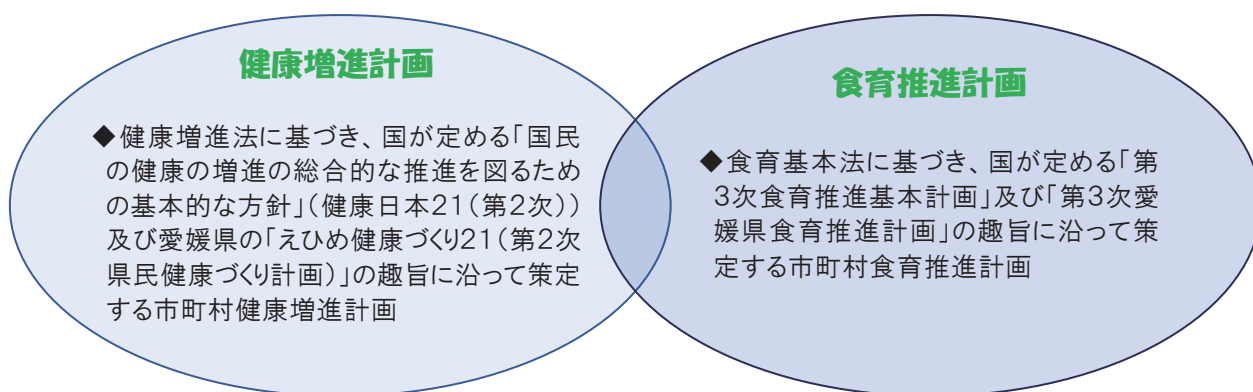 健康増進計画
◆健康増進法に基づき、国が定める「国民
の健康の増進の総合的な推進を図るため
の基本的な方針」(健康日本21(第2次))
及び愛媛県の「えひめ健康づくり21(第2次
県民健康づくり計画)」の趣旨に沿って策定
する市町村健康増進計画
食育推進計画
◆食育基本法に基づき、国が定める「第
3次食育推進基本計画」及び「第3次愛
媛県食育推進計画」の趣旨に沿って策
定する市町村食育推進計画